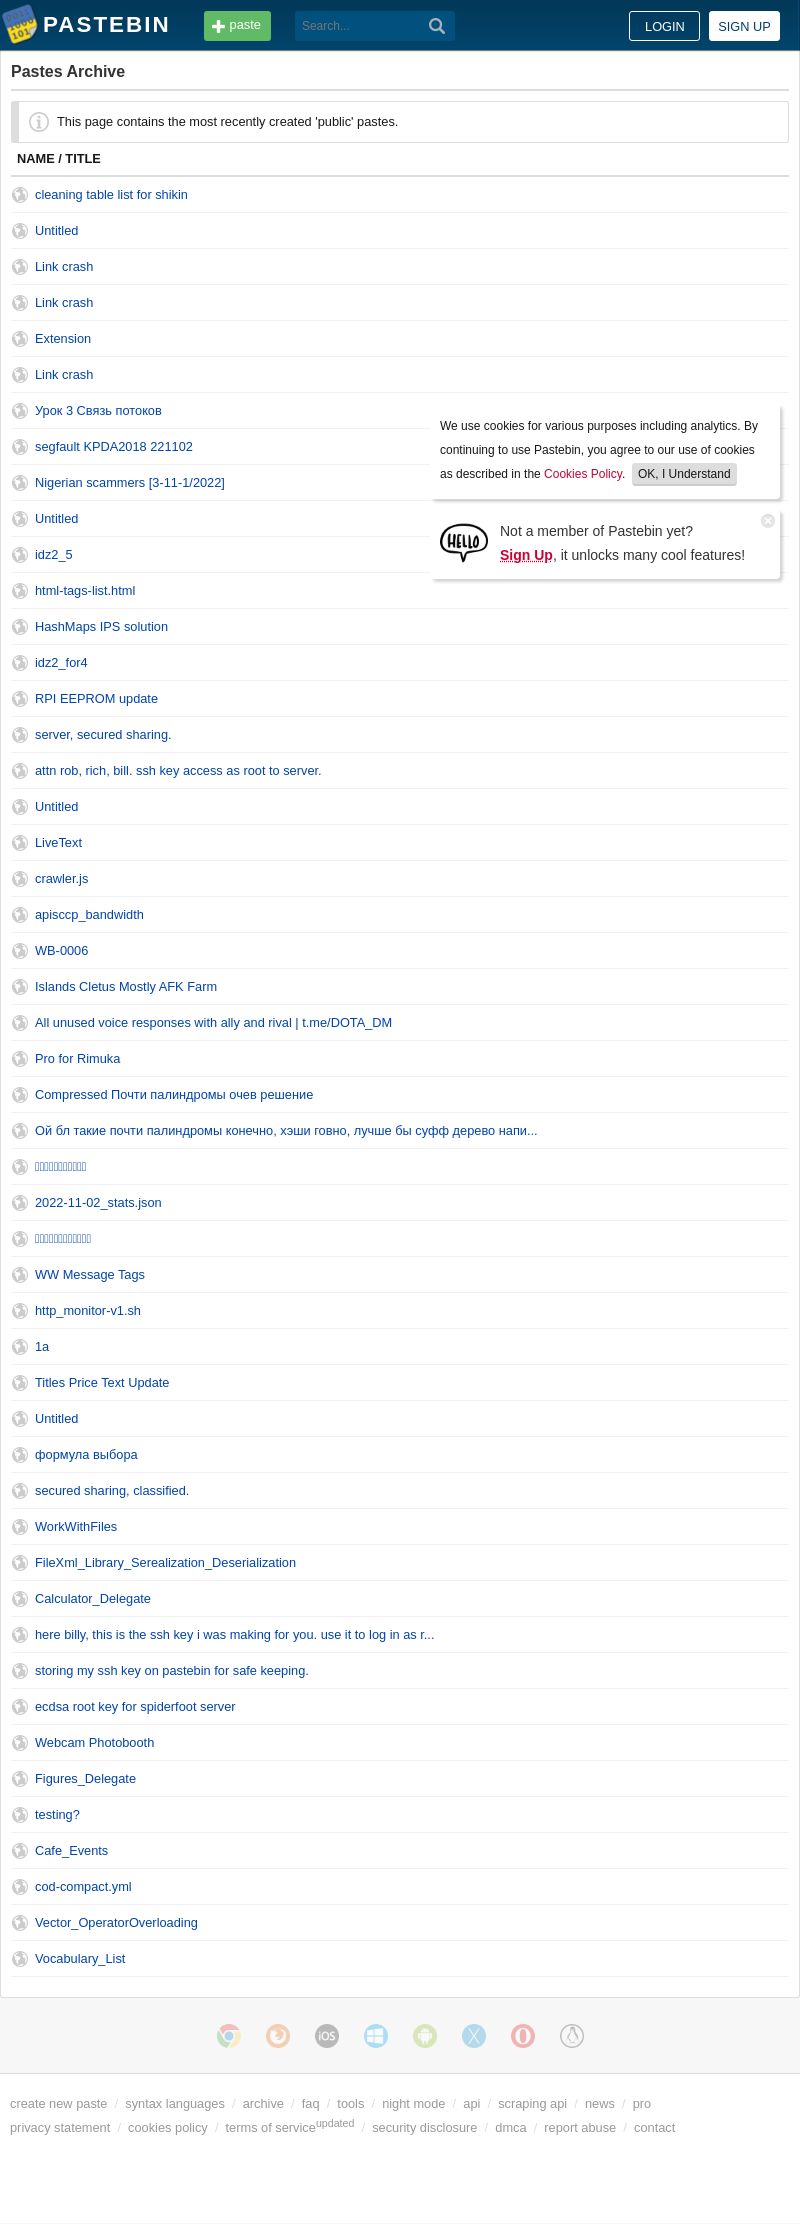 PASTEBIN
paste
Search...
LOGIN
SIGN UP
Pastes Archive
This page contains the most recently created 'public' pastes.
NAME / TITLE
cleaning table list for shikin
Untitled
Link crash
Link crash
Extension
Link crash
Урок 3 Связь потоков
segfault KPDA2018 221102
Nigerian scammers [3-11-1/2022]
Untitled
idz2_5
We use cookies for various purposes including analytics. By
continuing to use Pastebin, you agree to our use of cookies
as described in the Cookies Policy. OK, I Understand
HELLO
Not a member of Pastebin yet?
Sign Up, it unlocks many cool features!
html-tags-list.html
HashMaps IPS solution
idz2_for4
RPI EEPROM update
server, secured sharing.
attn rob, rich, bill. ssh key access as root to server.
Untitled
LiveText
crawler.js
apisccp_bandwidth
WB-0006
Islands Cletus Mostly AFK Farm
All unused voice responses with ally and rival | t.me/DOTA_DM
Pro for Rimuka
Compressed Почти палиндромы очев решение
Ой бл такие почти палиндромы конечно, хэши говно, лучше бы суфф дерево напи...
2022-11-02_stats.json
WW Message Tags
http_monitor-v1.sh
1a
Titles Price Text Update
Untitled
формула выбора
secured sharing, classified.
WorkWithFiles
FileXml_Library_Serealization_Deserialization
Calculator_Delegate
here billy, this is the ssh key i was making for you. use it to log in as r...
storing my ssh key on pastebin for safe keeping.
ecdsa root key for spiderfoot server
Webcam Photobooth
Figures_Delegate
testing?
Cafe_Events
cod-compact.yml
Vector_OperatorOverloading
Vocabulary_List
iOS
create new paste / syntax languages / archive / faq / tools / night mode / api / scraping api / news / pro
privacy statement / cookies policy / terms of service updated / security disclosure / dmca / report abuse / contact